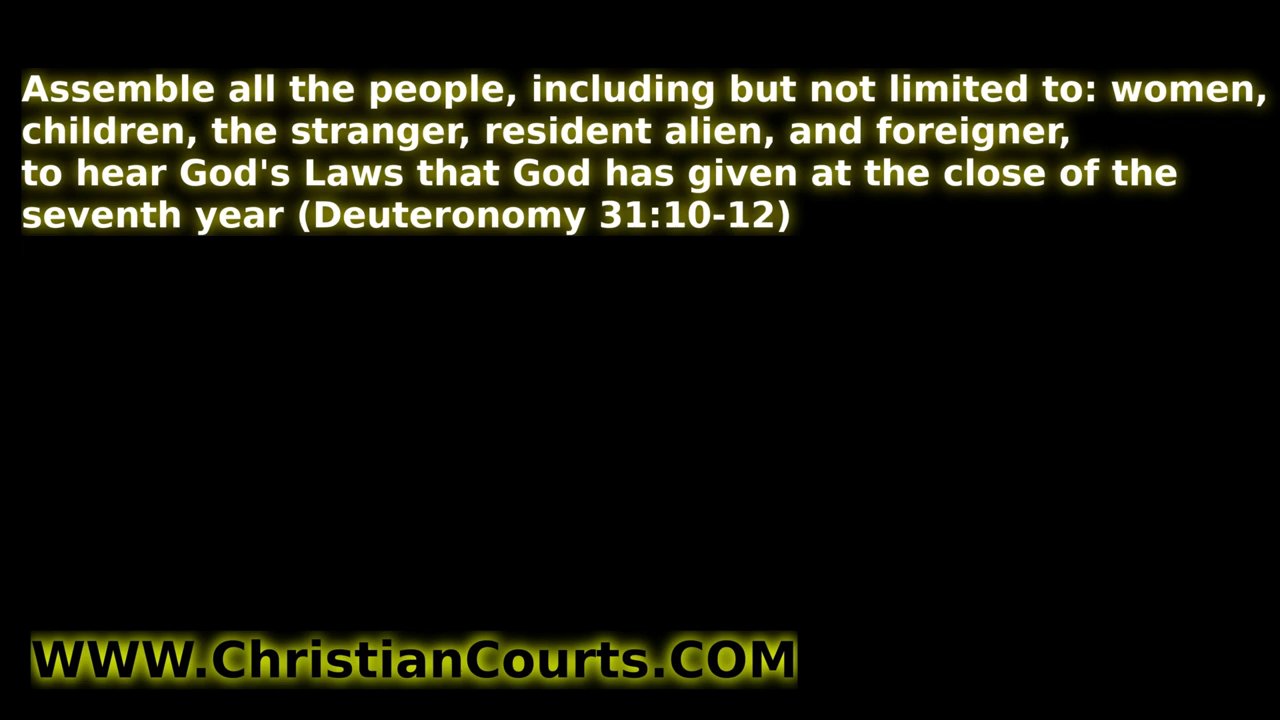 Assemble all the people, including but not limited to: women,
children, the stranger, resident alien, and foreigner,
to hear God's Laws that God has given at the close of the
seventh year (Deuteronomy 31:10-12)
WWW.ChristianCourts.COM